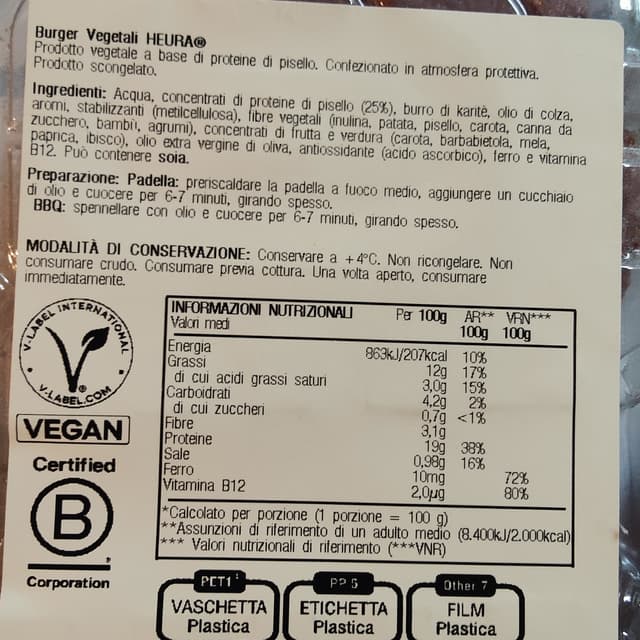 Burger Vegetali HEURA®
Prodotto vegetale a base di proteine di pisello. Confezionato in atmosfera protettiva.
Prodotto scongelato.
Ingredienti: Acqua, concentrati di proteine di pisello (25%), burro di karitè, olio di colza,
aromi, stabilizzanti (metilcellulosa), fibre vegetali (inulina, patata, pisello, carota, canna da
zucchero, bambù, agrumi), concentrati di frutta e verdura (carota, barbabietola, mela,
paprica, ibisco), olio extra vergine di oliva, antiossidante (acido ascorbico), ferro e vitamina
B12. Può contenere soia.
Preparazione: Padella: preriscaldare la padella a fuoco medio, aggiungere un cucchiaio
di olio e cuocere per 6-7 minuti, girando spesso.
BBQ: spennellare con olio e cuocere per 6-7 minuti, girando spesso.
MODALITÀ DI CONSERVAZIONE: Conservare a +4°C. Non ricongelare. Non
consumare crudo. Consumare previa cottura. Una volta aperto, consumare
immediatamente.
V-LABEL INTERNATIONAL
V-LABEL.COM
VEGAN
Certified
B
Corporation
INFORMAZIONI NUTRIZIONALI Per 100g AR** VRN***
Valori medi 100g 100g
Energia 863kJ/207kcal 10%
Grassi 12g 17%
di cui acidi grassi saturi 3,0g 15%
Carboidrati 4,2g 2%
di cui zuccheri 0,7g <1%
Fibre 3,1g
Proteine 19g 38%
Sale 0,98g 16%
Ferro 10mg 72%
Vitamina B12 2,0µg 80%
*Calcolato per porzione (1 porzione = 100 g)
**Assunzioni di riferimento di un adulto medio (8.400kJ/2.000kcal)
*** Valori nutrizionali di riferimento (***VNR)
PET1 PP 5 Other 7
VASCHETTA ETICHETTA FILM
Plastica Plastica Plastica